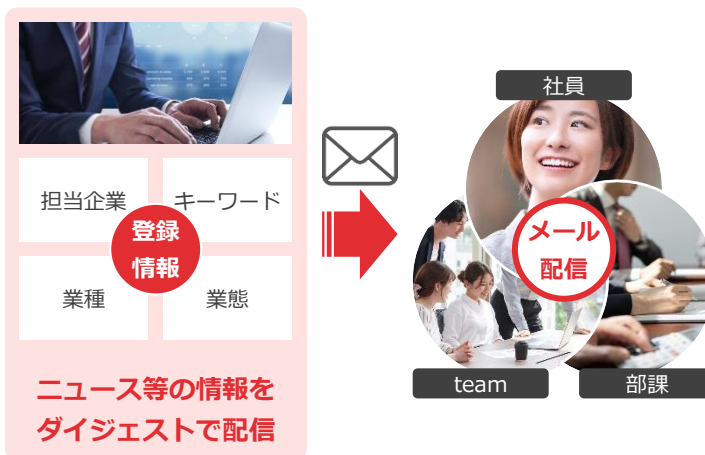 担当企業
キーワード
登録
情報
業種
業態
ニュース等の情報を
ダイジェストで配信
社員
メール
配信
team
部課